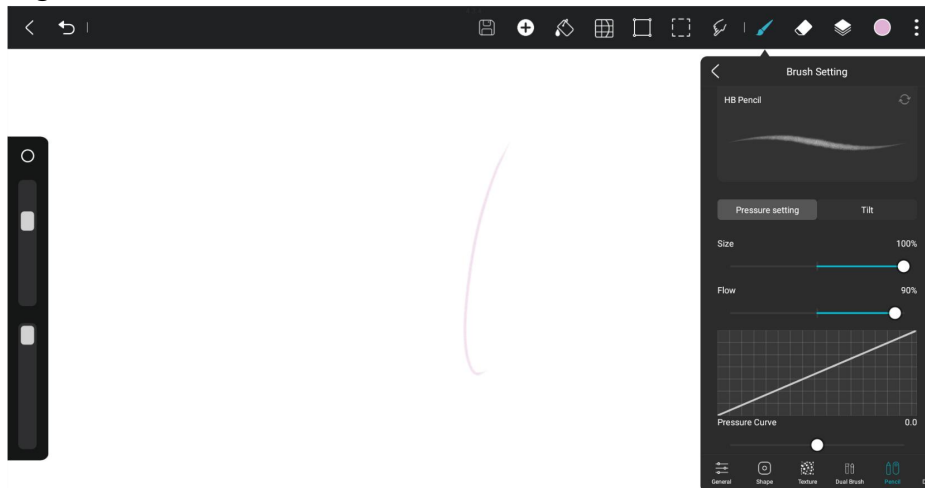 Brush Setting
HB Pencil
Pressure setting Tilt
Size 100%
Flow 90%
Pressure Curve 0.0
General Shape Texture Dual Brush Pencil